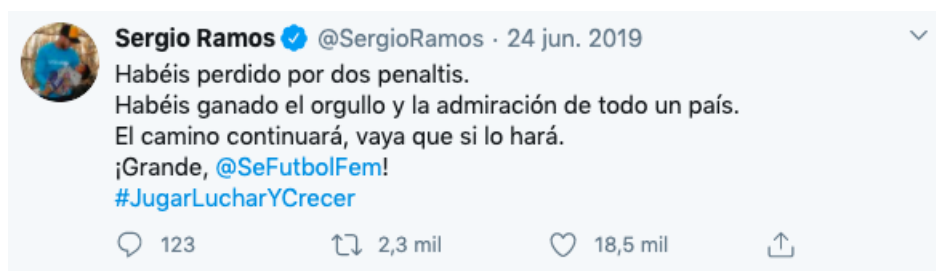 Sergio Ramos @SergioRamos · 24 jun. 2019
Habéis perdido por dos penaltis.
Habéis ganado el orgullo y la admiración de todo un país.
El camino continuará, vaya que si lo hará.
¡Grande, @SeFutbolFem!
#JugarLucharYCrecer
123 2,3 mil 18,5 mil